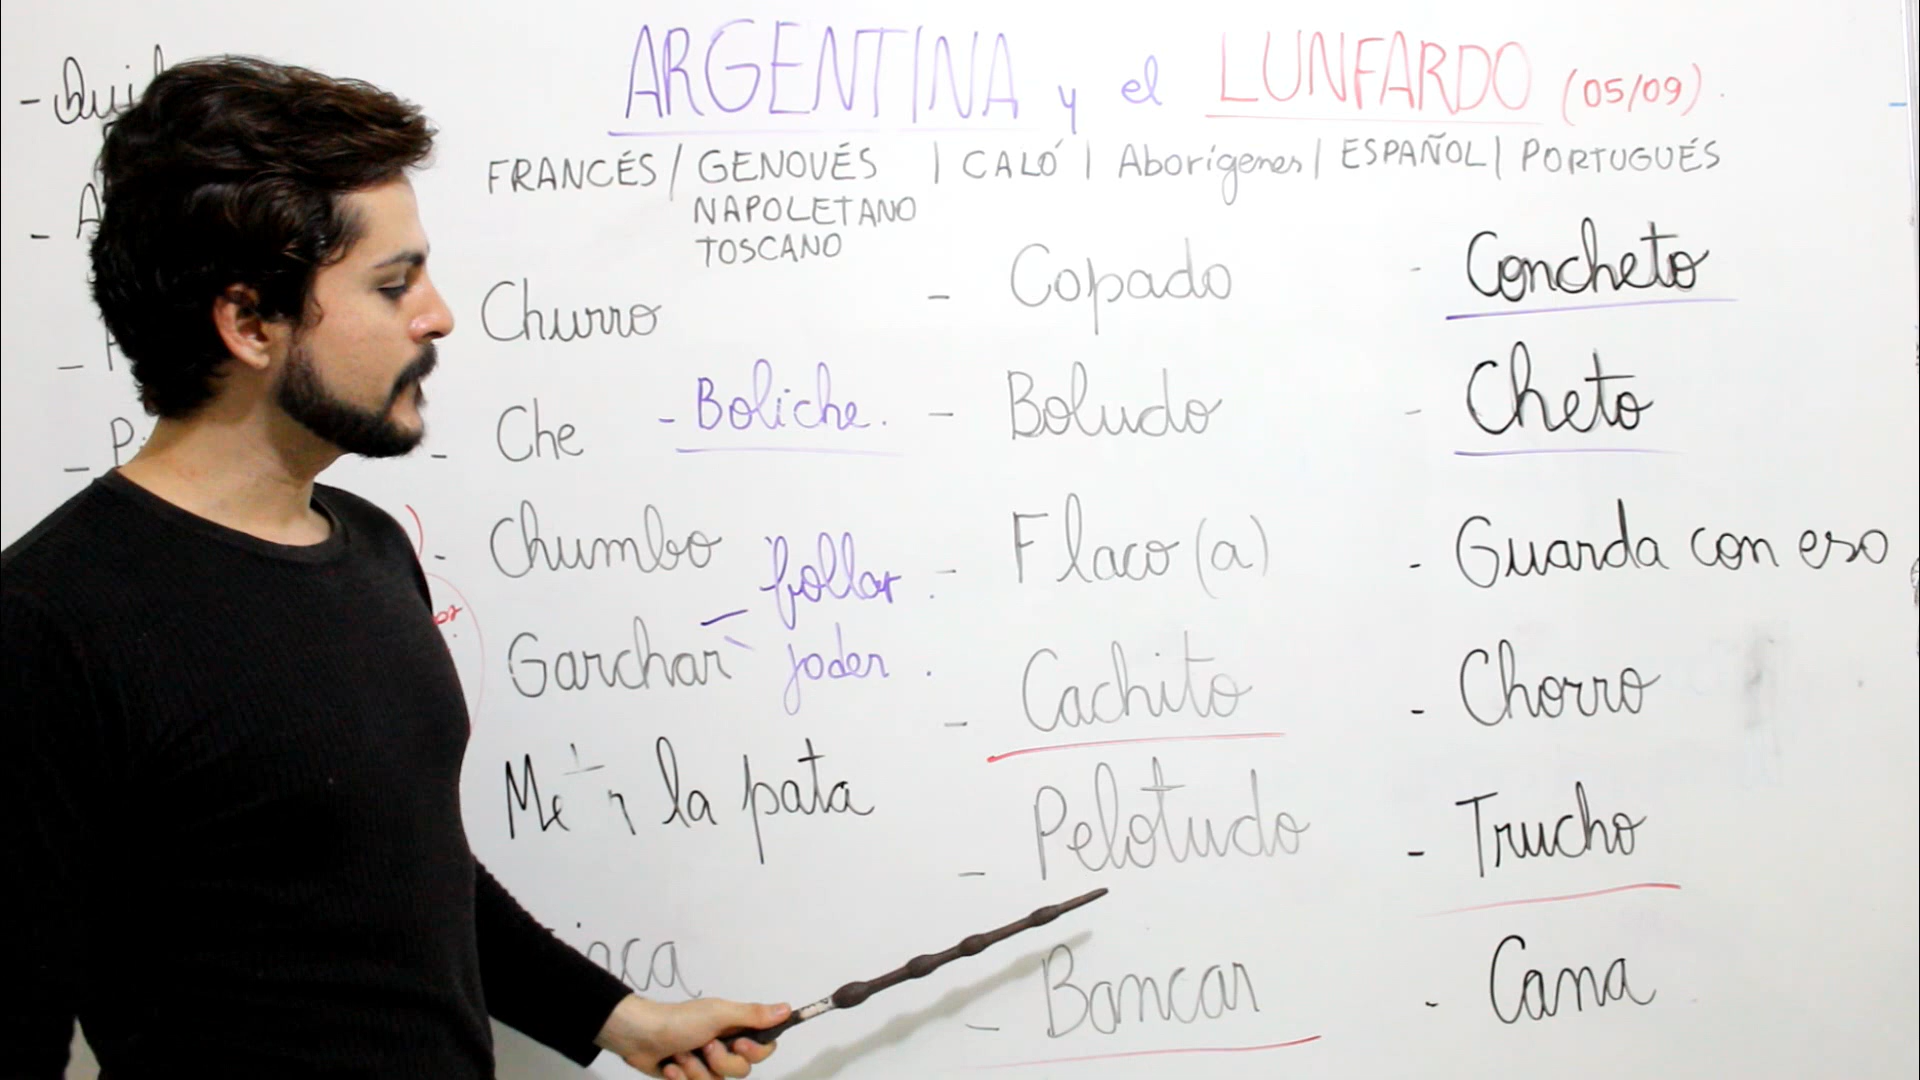 ARGENTINA y el LUNFARDO (05/09).
FRANCÉS / GENOVÉS | CALÓ | Aborígenes | ESPAÑOL | PORTUGUÉS
NAPOLETANO
TOSCANO
Churro
- Che
- Boliche.
- Chumbo
Garchar
- follar.
joder.
la pata
- Copado
- Boludo
- Flaco (a)
- Cachito
- Pelotudo
- Bancar
- Concheto
- Cheto
- Guarda con eso
- Chorro
- Trucho
- Cana